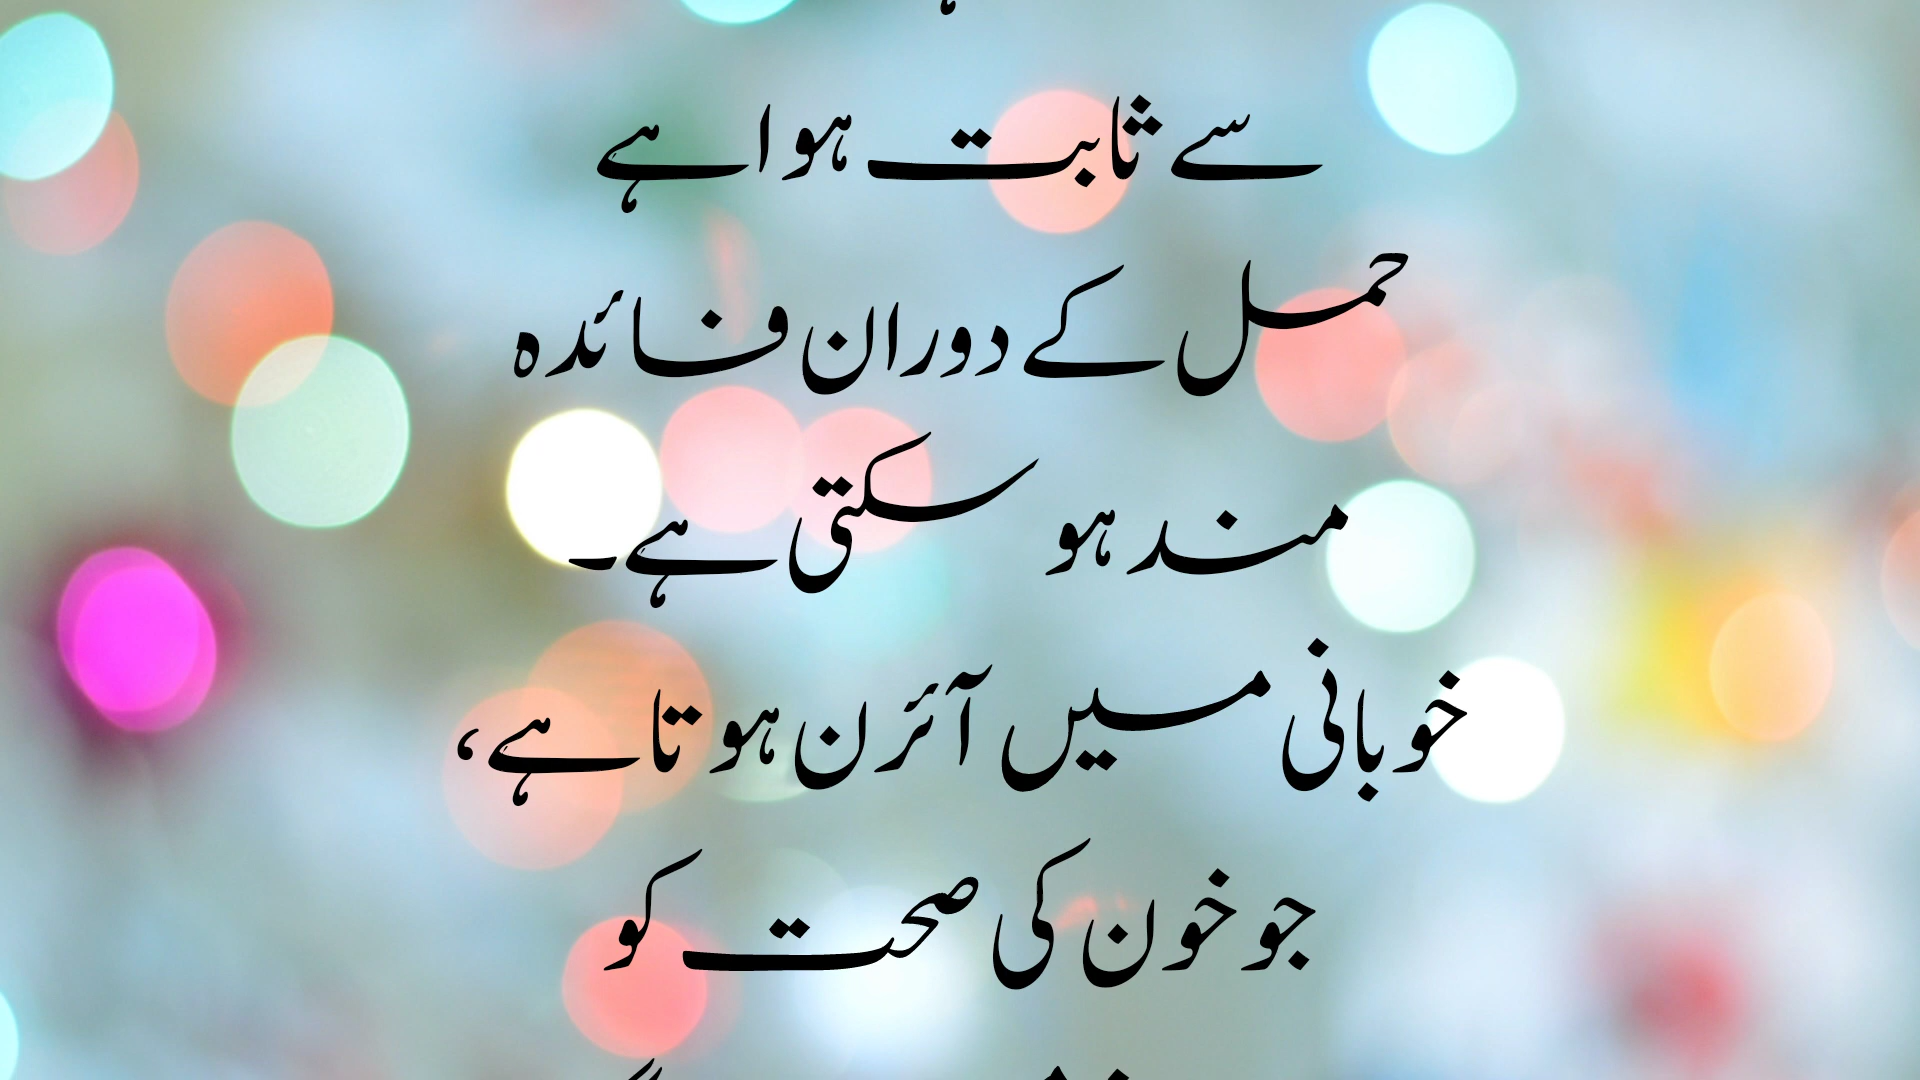 سے ثابت ہوا ہے
حمل کے دوران فائدہ
مند ہو سکتی ہے۔
خوبانی میں آئرن ہوتا ہے،
جو خون کی صحت کو